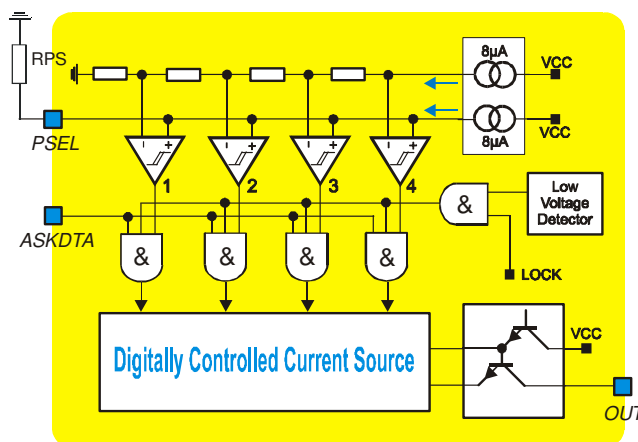 RPS
8µA
VCC
PSEL
VCC
8µA
- +
- +
- +
- +
1
2
3
4
ASKDTA
&
Low
Voltage
Detector
&
&
&
&
LOCK
Digitally Controlled Current Source
VCC
OUT